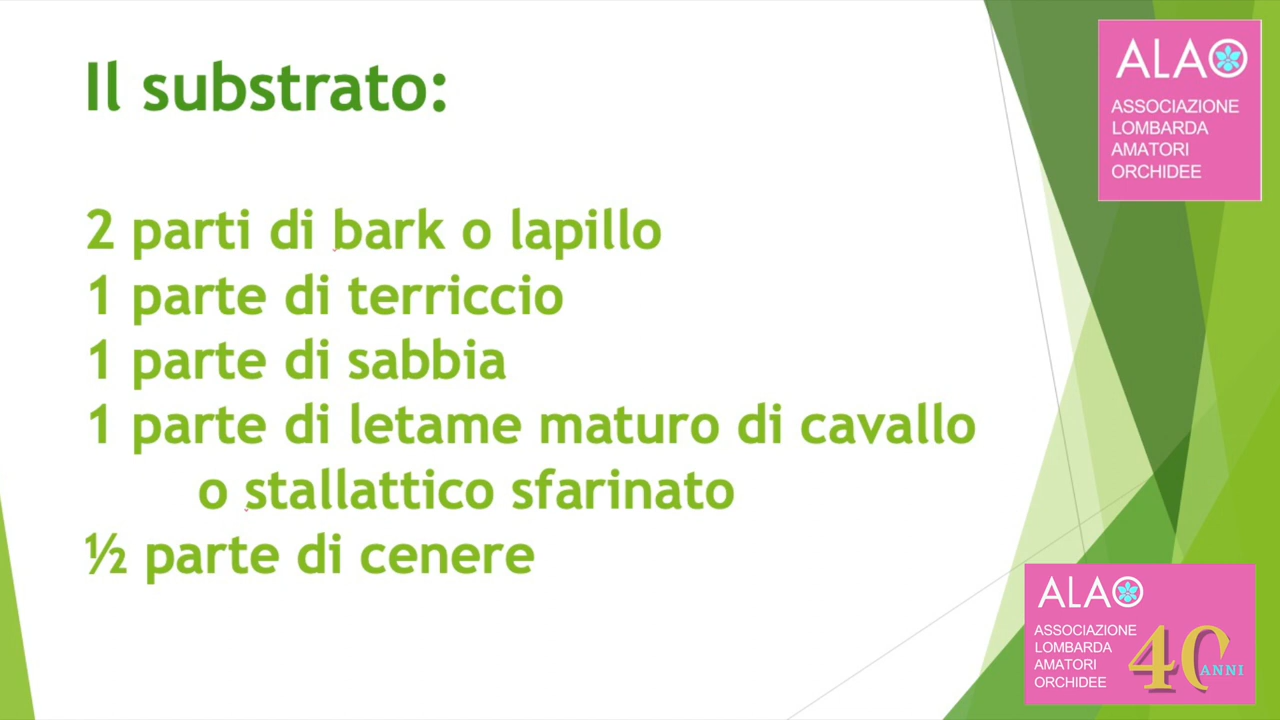 Il substrato:
2 parti di bark o lapillo
1 parte di terriccio
1 parte di sabbia
1 parte di letame maturo di cavallo
o stallattico sfarinato
½ parte di cenere
ALAO
ASSOCIAZIONE
LOMBARDA
AMATORI
ORCHIDEE
ALAO
ASSOCIAZIONE
LOMBARDA
AMATORI
ORCHIDEE
40
ANNI